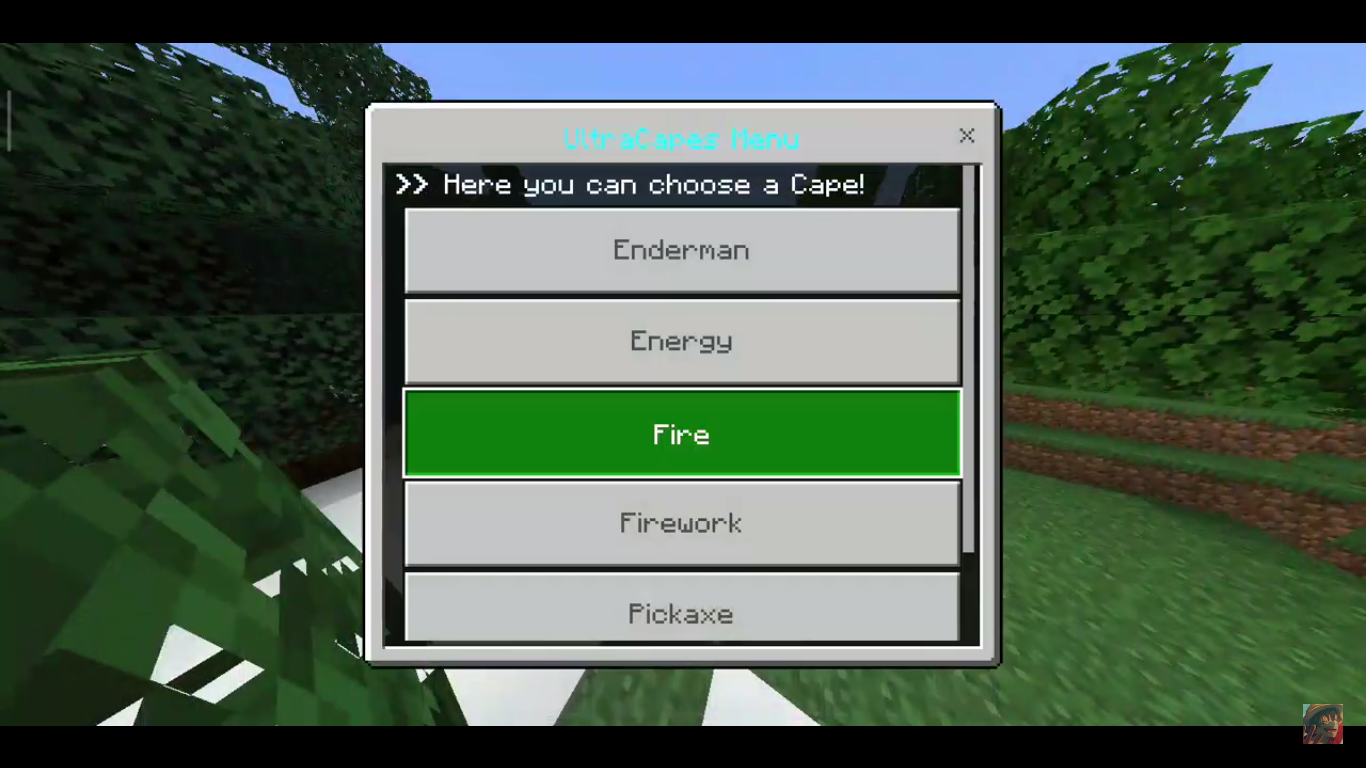 UltraCapes Menu
>> Here you can choose a Cape!
Enderman
Energy
Fire
Firework
Pickaxe